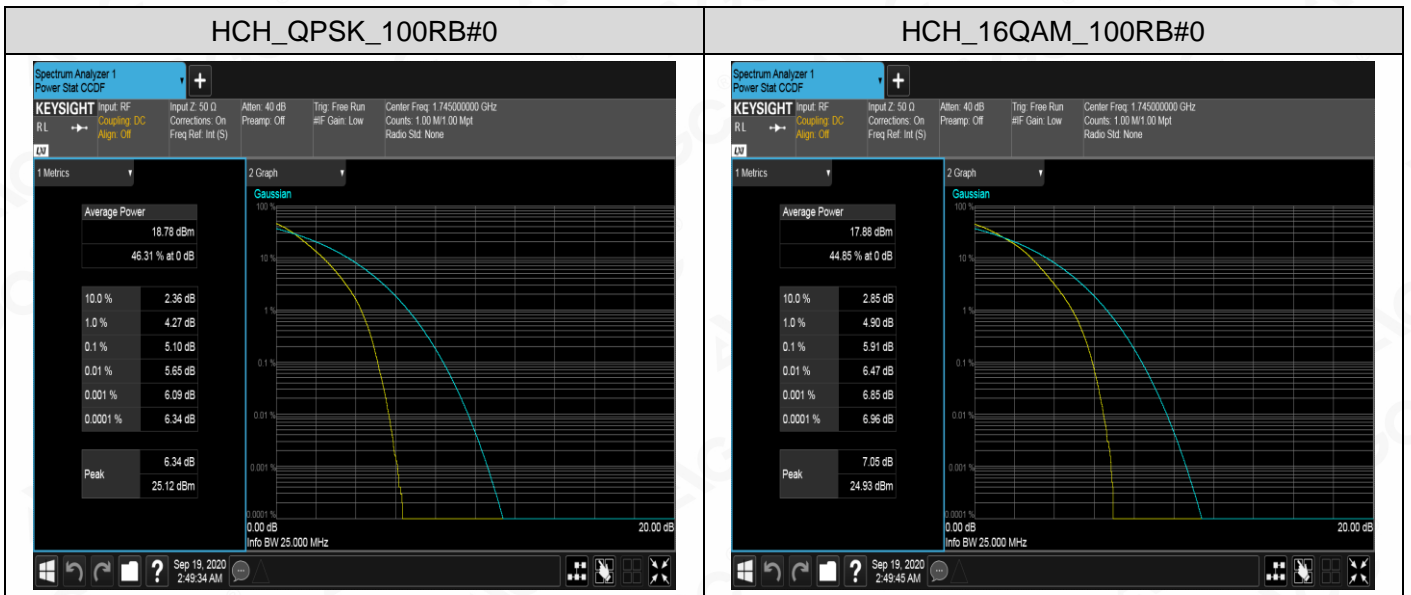 HCH_QPSK_100RB#0
Spectrum Analyzer 1
Power Stat CCDF
+
KEYSIGHT Input: RF Input Z: 50 Ω Atten: 40 dB Trig: Free Run Center Freq: 1.745000000 GHz
RL Coupling: DC Corrections: On Preamp: Off #IF Gain: Low Counts: 1.00 M/1.00 Mpt
Align: Off Freq Ref: Int (S) Radio Std: None
LXI
1 Metrics
2 Graph
Average Power
18.78 dBm
46.31 % at 0 dB
10.0 % 2.36 dB
1.0 % 4.27 dB
0.1 % 5.10 dB
0.01 % 5.65 dB
0.001 % 6.09 dB
0.0001 % 6.34 dB
Peak 6.34 dB
25.12 dBm
Gaussian
100 %
10 %
1 %
0.1 %
0.01 %
0.001 %
0.0001 %
0.00 dB 20.00 dB
Info BW 25.000 MHz
? Sep 19, 2020
2:49:34 AM
HCH_16QAM_100RB#0
Spectrum Analyzer 1
Power Stat CCDF
+
KEYSIGHT Input: RF Input Z: 50 Ω Atten: 40 dB Trig: Free Run Center Freq: 1.745000000 GHz
RL Coupling: DC Corrections: On Preamp: Off #IF Gain: Low Counts: 1.00 M/1.00 Mpt
Align: Off Freq Ref: Int (S) Radio Std: None
LXI
1 Metrics
2 Graph
Average Power
17.88 dBm
44.85 % at 0 dB
10.0 % 2.85 dB
1.0 % 4.90 dB
0.1 % 5.91 dB
0.01 % 6.47 dB
0.001 % 6.85 dB
0.0001 % 6.96 dB
Peak 7.05 dB
24.93 dBm
Gaussian
100 %
10 %
1 %
0.1 %
0.01 %
0.001 %
0.0001 %
0.00 dB 20.00 dB
Info BW 25.000 MHz
? Sep 19, 2020
2:49:45 AM